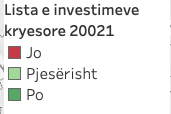 Lista e investimeve
kryesore 20021
Jo
Pjesërisht
Po